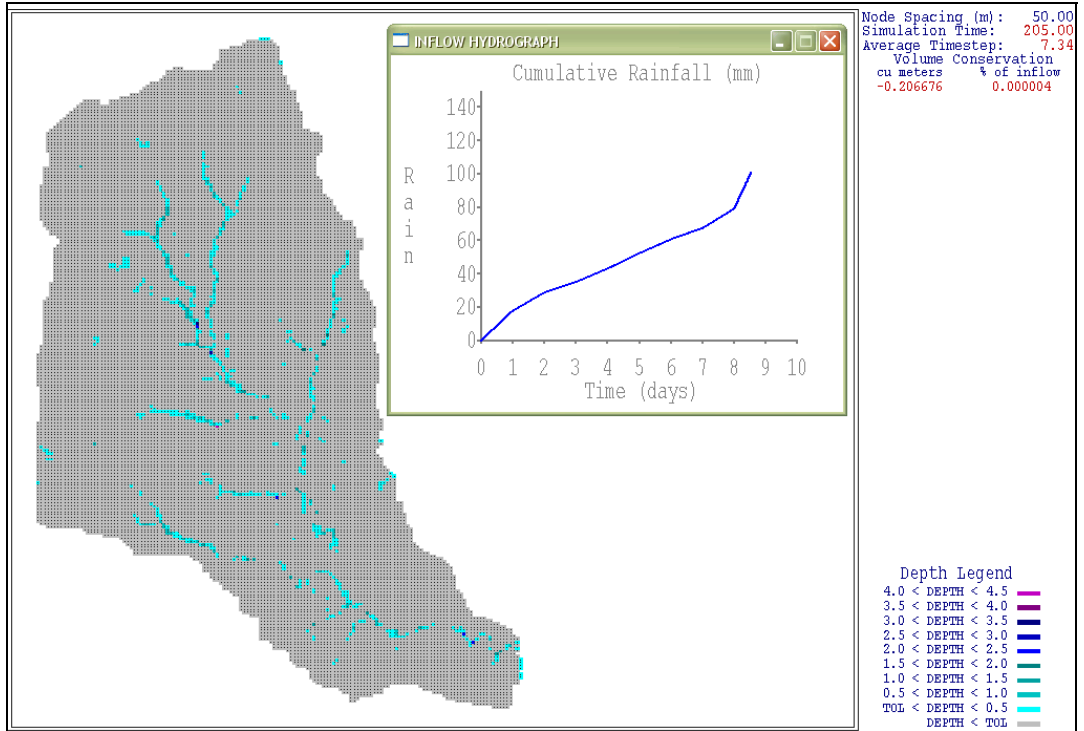 Node Spacing (m): 50.00
Simulation Time: 205.00
Average Timestep: 7.34
Volume Conservation
cu meters % of inflow
-0.206676 0.000004
INFLOW HYDROGRAPH
Cumulative Rainfall (mm)
140
120
100
80
60
40
20
0
Rain
0 1 2 3 4 5 6 7 8 9 10
Time (days)
Depth Legend
4.0 < DEPTH < 4.5
3.5 < DEPTH < 4.0
3.0 < DEPTH < 3.5
2.5 < DEPTH < 3.0
2.0 < DEPTH < 2.5
1.5 < DEPTH < 2.0
1.0 < DEPTH < 1.5
0.5 < DEPTH < 1.0
TOL < DEPTH < 0.5
DEPTH < TOL